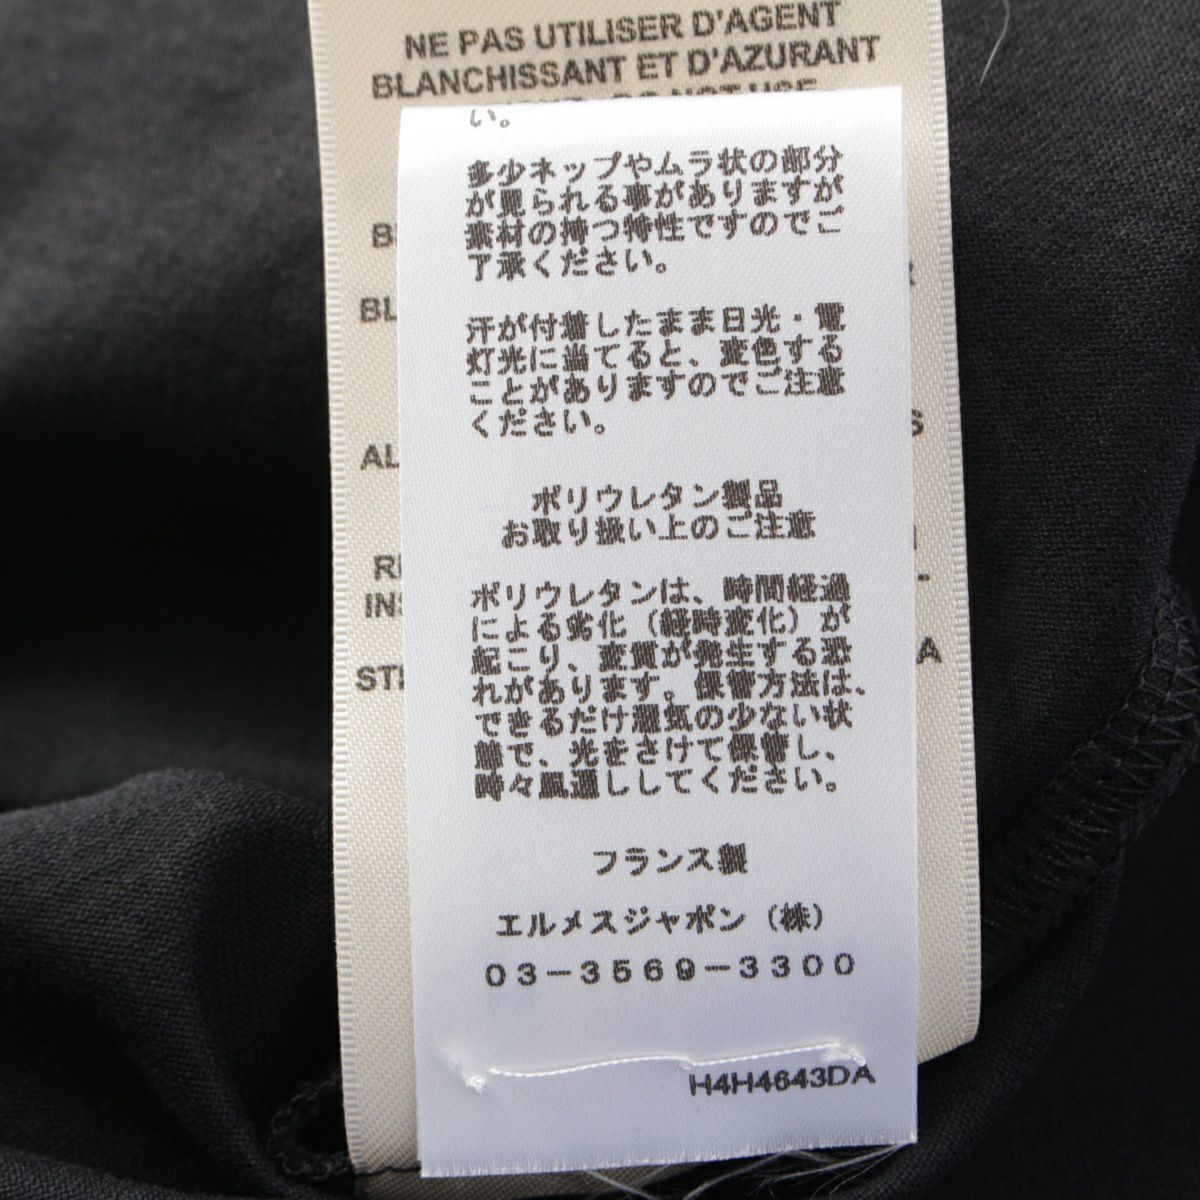 NE PAS UTILISER D'AGENT
BLANCHISSANT ET D'AZURANT
い。
多少ネップやムラ状の部分
が見られる事がありますが
素材の持つ特性ですのでご
了承ください。
汗が付着したまま日光・電
灯光に当てると、変色する
ことがありますのでご注意
ください。
ポリウレタン製品
お取り扱い上のご注意
ポリウレタンは、時間経過
による劣化（経時変化）が
起こり、変質が発生する恐
れがあります。保管方法は、
できるだけ湿気の少ない状
態で、光をさけて保管し、
時々風通ししてください。
フランス製
エルメスジャポン（株）
03-3569-3300
H4H4643DA